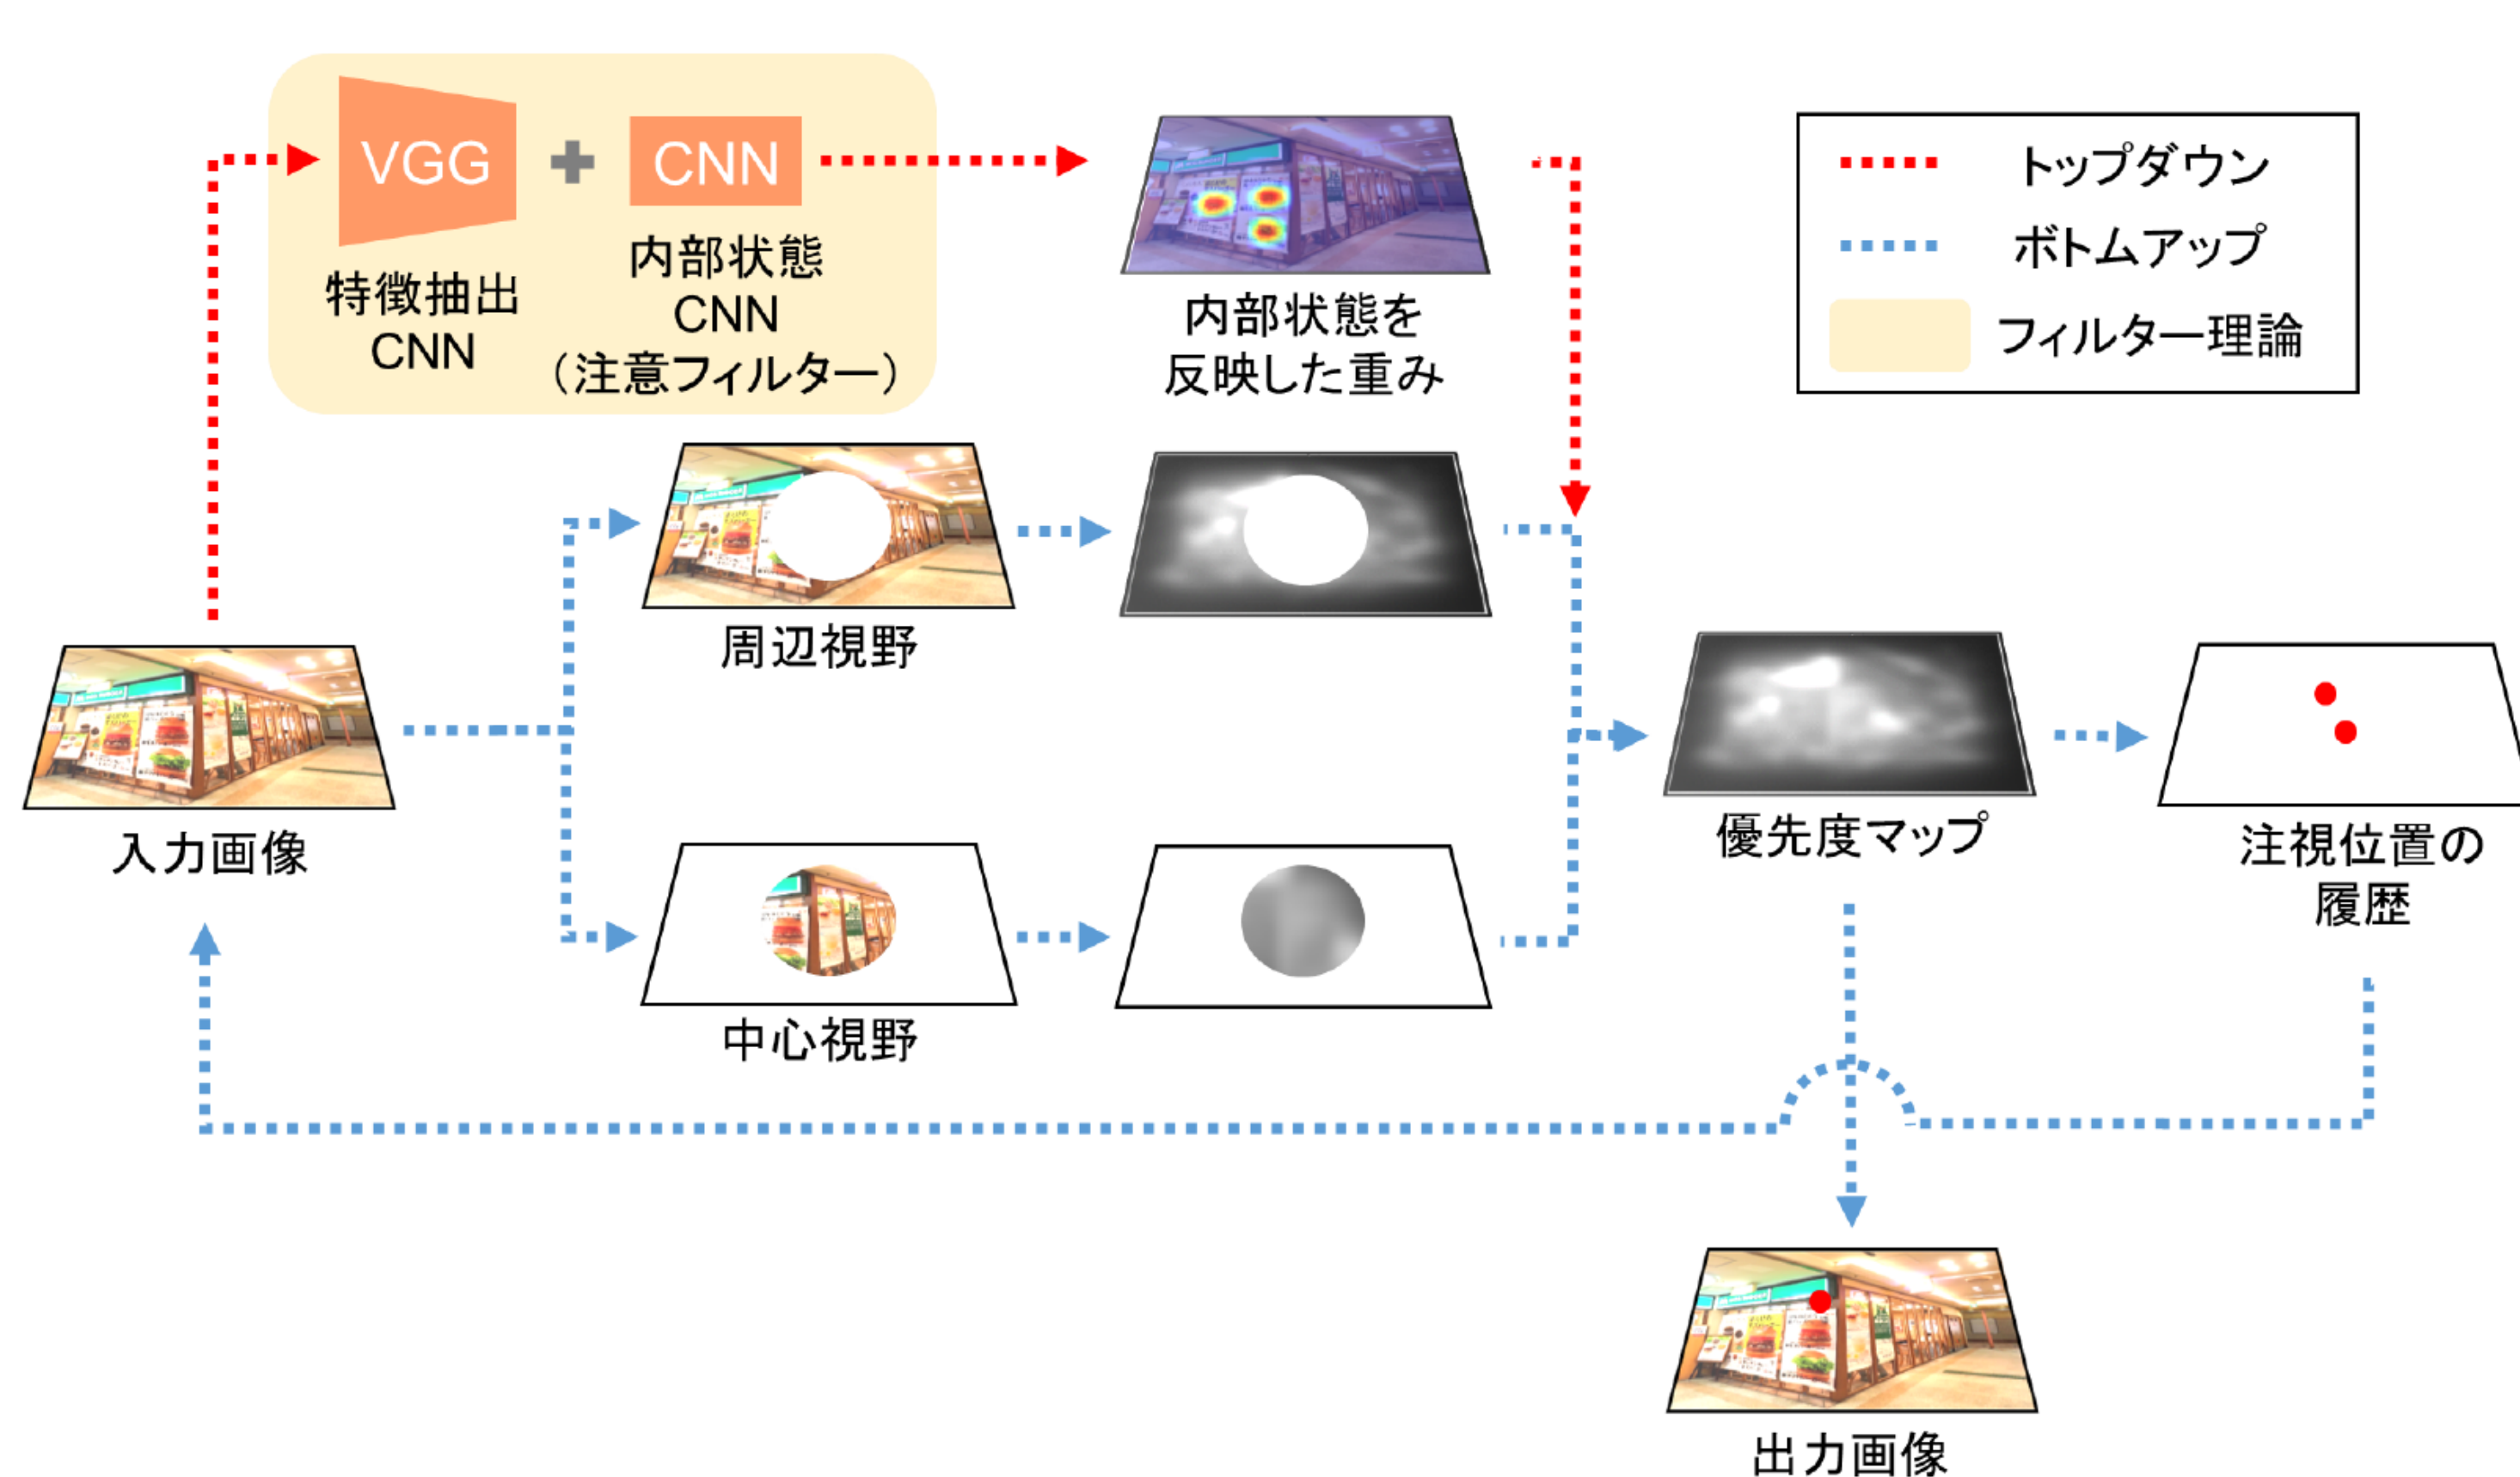 VGG
CNN
特徴抽出
CNN
内部状態
CNN
（注意フィルター）
内部状態を
反映した重み
トップダウン
ボトムアップ
フィルター理論
周辺視野
入力画像
中心視野
優先度マップ
注視位置の
履歴
出力画像